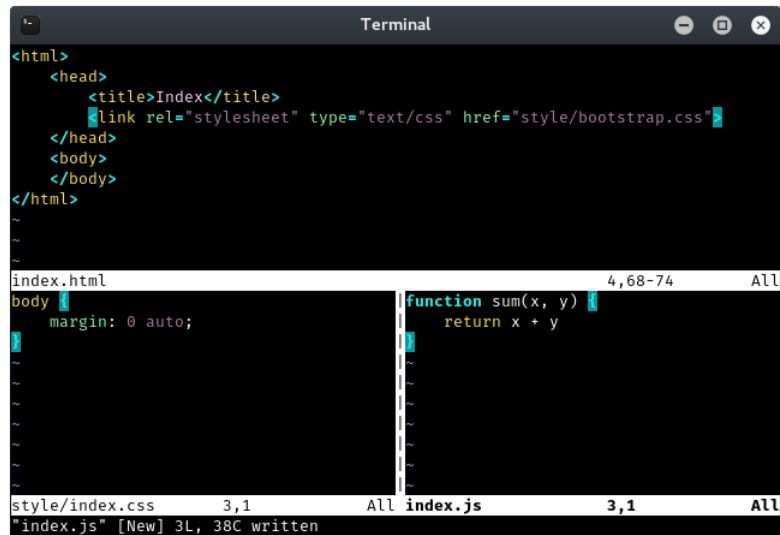 Terminal
<html>
    <head>
        <title>Index</title>
        <link rel="stylesheet" type="text/css" href="style/bootstrap.css">
    </head>
    <body>
    </body>
</html>
~
~
~
index.html 4,68-74 All
body {
    margin: 0 auto;
}
~
~
~
~
~
~
~
style/index.css 3,1 All
function sum(x, y) {
    return x + y
}
~
~
~
~
~
~
~
index.js 3,1 All
"index.js" [New] 3L, 38C written